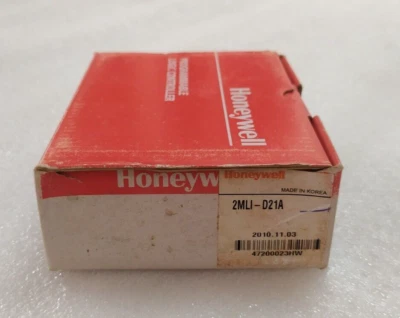 PROGRAMMABLE
LOGIC CONTROLLER
Honeywell
Honeyw
Honeywell
MADE IN KOREA
2MLI-D21A
2010.11.03
47200023HW